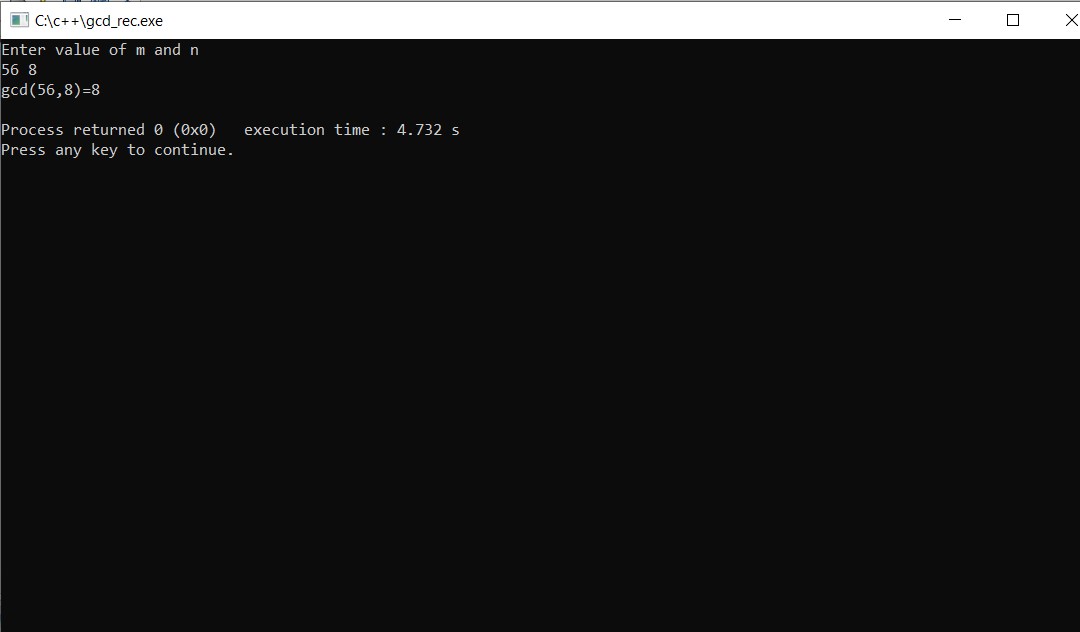 C:\c++\gcd_rec.exe
Enter value of m and n
56 8
gcd(56,8)=8
Process returned 0 (0x0)   execution time : 4.732 s
Press any key to continue.